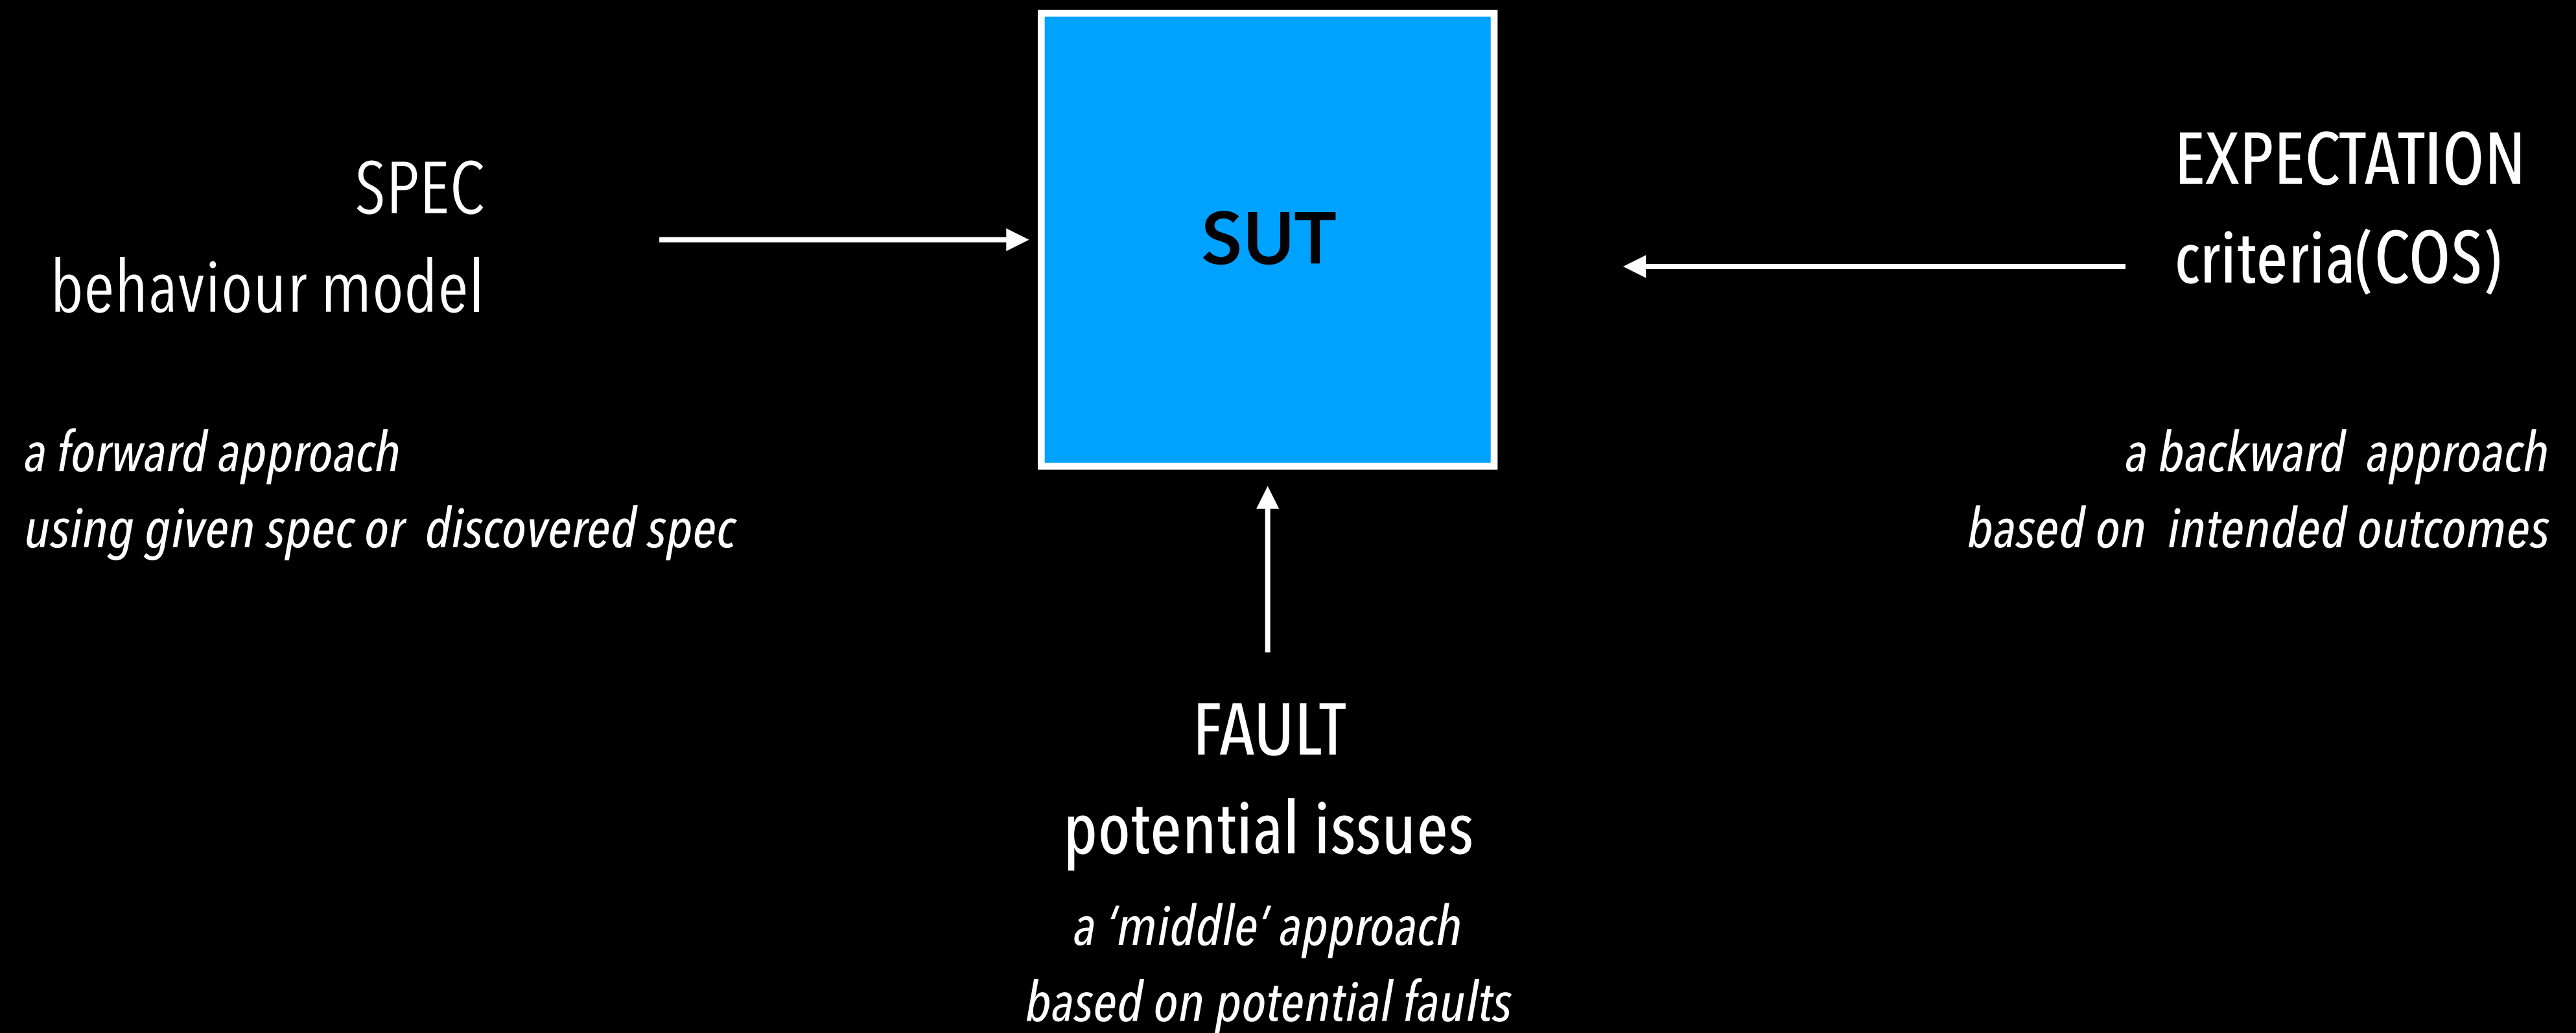 SPEC
behaviour model
a forward approach
using given spec or discovered spec
SUT
EXPECTATION
criteria(COS)
a backward approach
based on intended outcomes
FAULT
potential issues
a ‘middle’ approach
based on potential faults